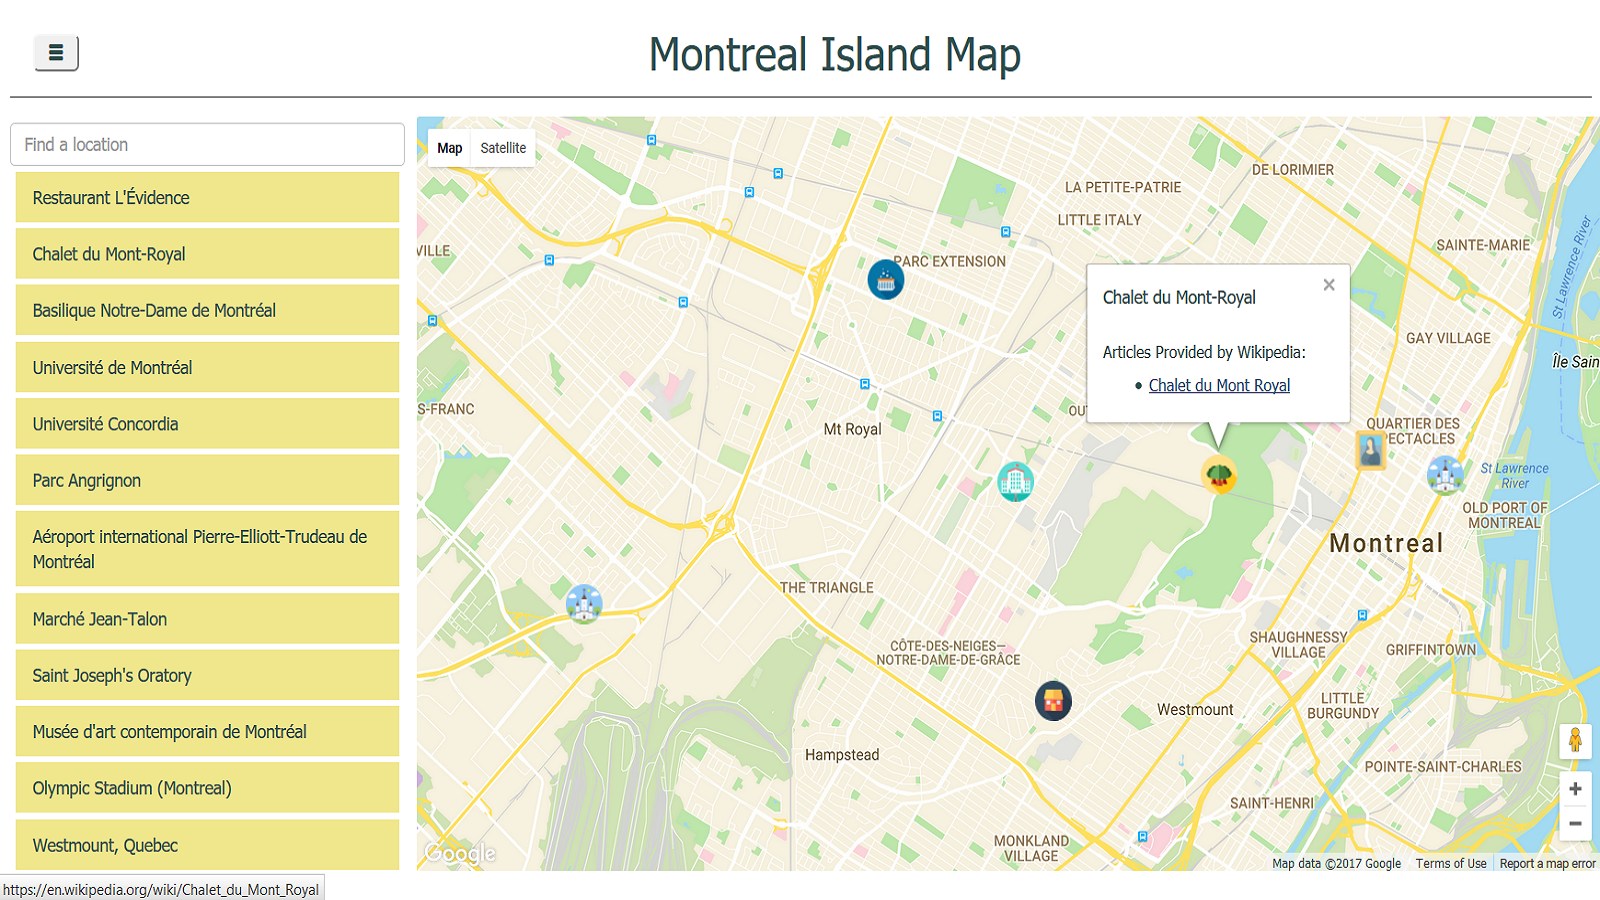 Montreal Island Map
Find a location
Restaurant L'Évidence
Chalet du Mont-Royal
Basilique Notre-Dame de Montréal
Université de Montréal
Université Concordia
Parc Angrignon
Aéroport international Pierre-Elliott-Trudeau de
Montréal
Marché Jean-Talon
Saint Joseph's Oratory
Musée d'art contemporain de Montréal
Olympic Stadium (Montreal)
Westmount, Quebec
https://en.wikipedia.org/wiki/Chalet_du_Mont_Royal
Map
Satellite
DE LORIMIER
LA PETITE-PATRIE
LITTLE ITALY
SAINTE-MARIE
St Lawrence River
VILLE
PARC EXTENSION
Chalet du Mont-Royal
×
Articles Provided by Wikipedia:
• Chalet du Mont Royal
GAY VILLAGE
Île Sain
S-FRANC
OU
Mt Royal
QUARTIER DES
PECTACLES
St Lawrence
River
OLD PORT OF
MONTREAL
Montreal
THE TRIANGLE
CÔTE-DES-NEIGES—
NOTRE-DAME-DE-GRÂCE
SHAUGHNESSY
VILLAGE
GRIFFINTOWN
LITTLE
BURGUNDY
Westmount
Hampstead
POINTE-SAINT-CHARLES
SAINT-HENRI
MONKLAND
VILLAGE
+
−
Google
Map data ©2017 Google
Terms of Use
Report a map error